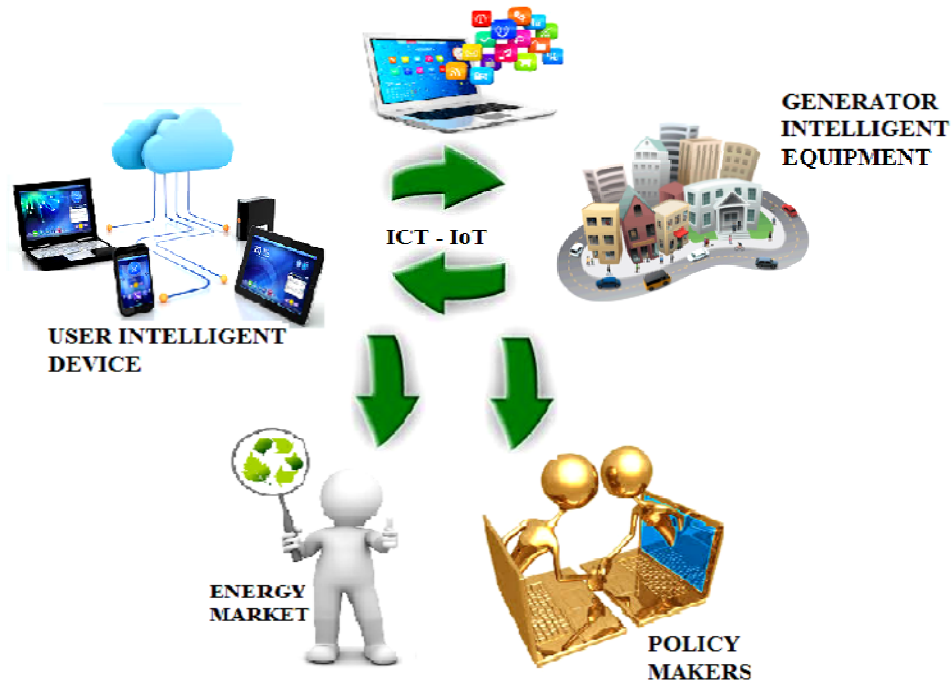 GENERATOR
INTELLIGENT
EQUIPMENT
ICT - IoT
USER INTELLIGENT
DEVICE
ENERGY
MARKET
POLICY
MAKERS